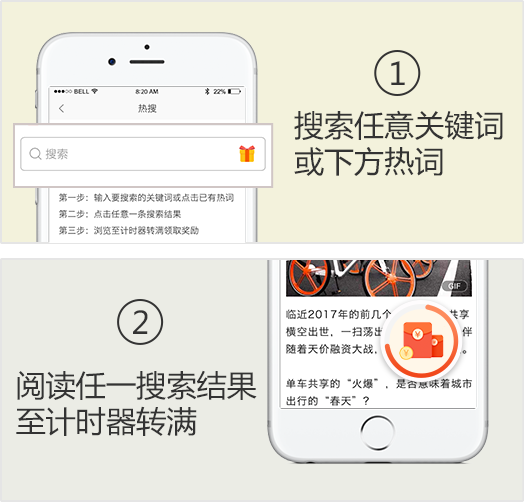 ①
搜索任意关键词
或下方热词
BELL
8:20 AM
22%
热搜
搜索
第一步：输入要搜索的关键词或点击已有热词
第二步：点击任意一条搜索结果
第三步：浏览至计时器转满领取奖励
②
阅读任一搜索结果
至计时器转满
GIF
临近2017年的前几个 共享
横空出世，一扫荡出 伴
随着天价融资大战， 。
单车共享的“火爆”，是否意味着城市
出行的“春天”？